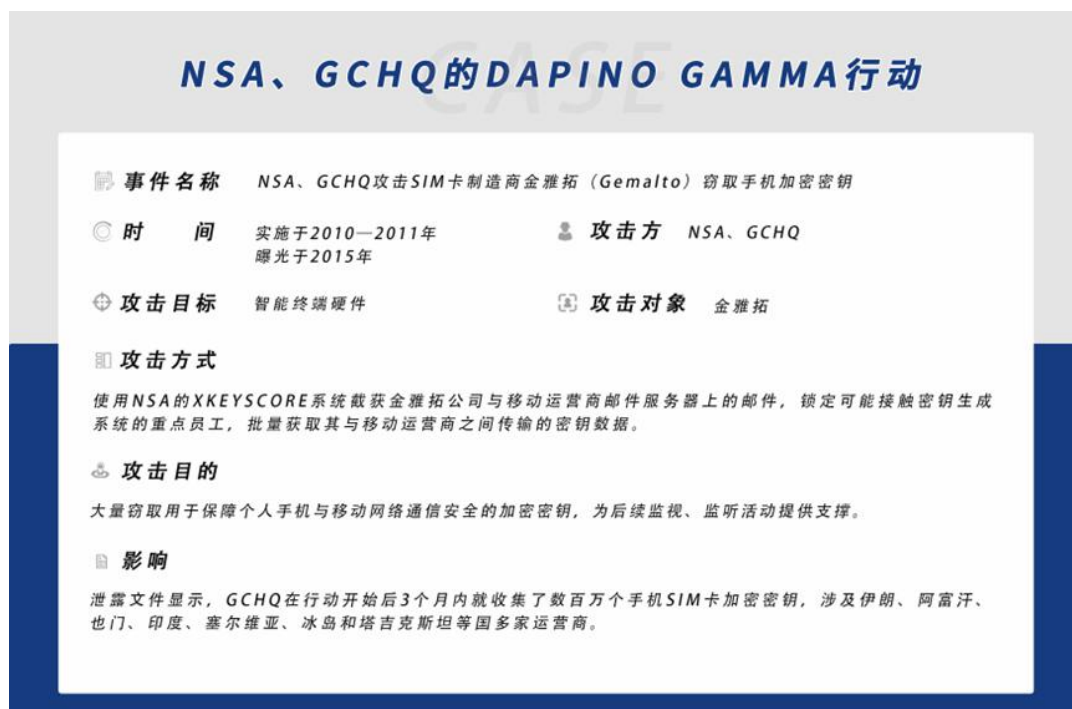 CASE
NSA、GCHQ的DAPINO GAMMA行动
事件名称 NSA、GCHQ攻击SIM卡制造商金雅拓（Gemalto）窃取手机加密密钥
时 间 实施于2010—2011年
曝光于2015年
攻击方 NSA、GCHQ
攻击目标 智能终端硬件
攻击对象 金雅拓
攻击方式
使用NSA的XKEYSCORE系统截获金雅拓公司与移动运营商邮件服务器上的邮件，锁定可能接触密钥生成
系统的重点员工，批量获取其与移动运营商之间传输的密钥数据。
攻击目的
大量窃取用于保障个人手机与移动网络通信安全的加密密钥，为后续监视、监听活动提供支撑。
影响
泄露文件显示，GCHQ在行动开始后3个月内就收集了数百万个手机SIM卡加密密钥，涉及伊朗、阿富汗、
也门、印度、塞尔维亚、冰岛和塔吉克斯坦等国多家运营商。